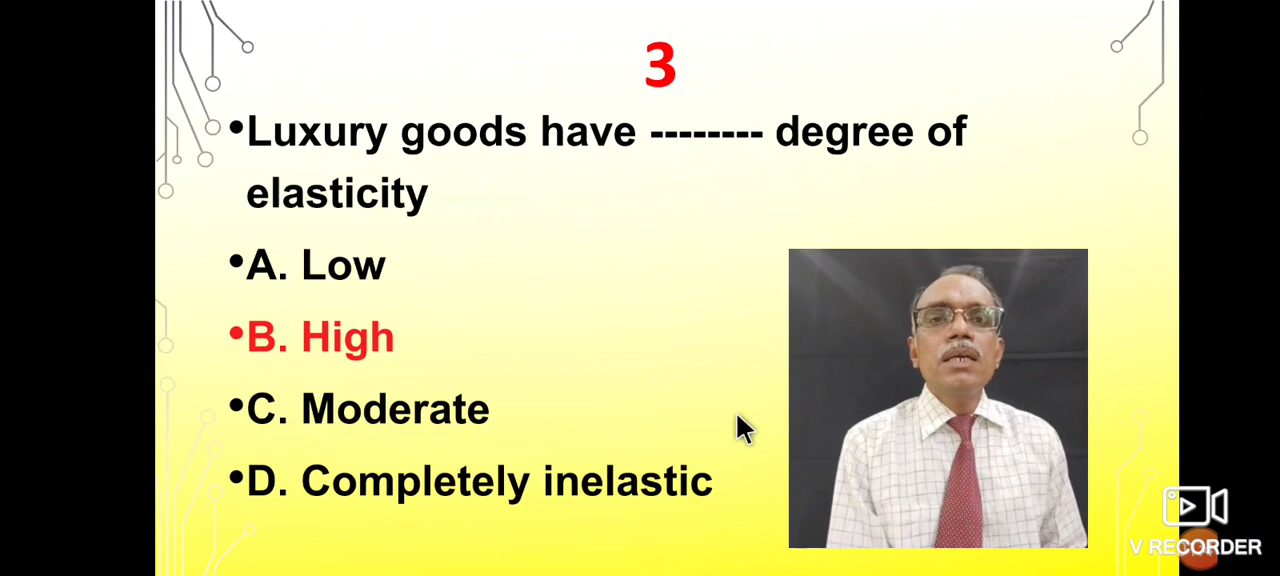 3
•Luxury goods have -------- degree of
elasticity
•A. Low
•B. High
•C. Moderate
•D. Completely inelastic
V RECORDER